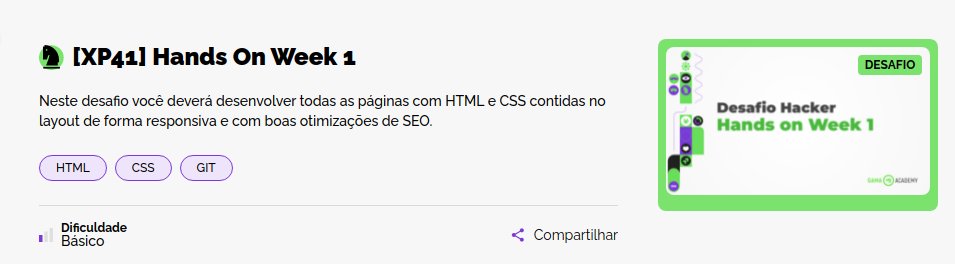 [XP41] Hands On Week 1
Neste desafio você deverá desenvolver todas as páginas com HTML e CSS contidas no
layout de forma responsiva e com boas otimizações de SEO.
HTML
CSS
GIT
Dificuldade
Básico
Compartilhar
DESAFIO
Desafio Hacker
Hands on Week 1
GAMA ACADEMY